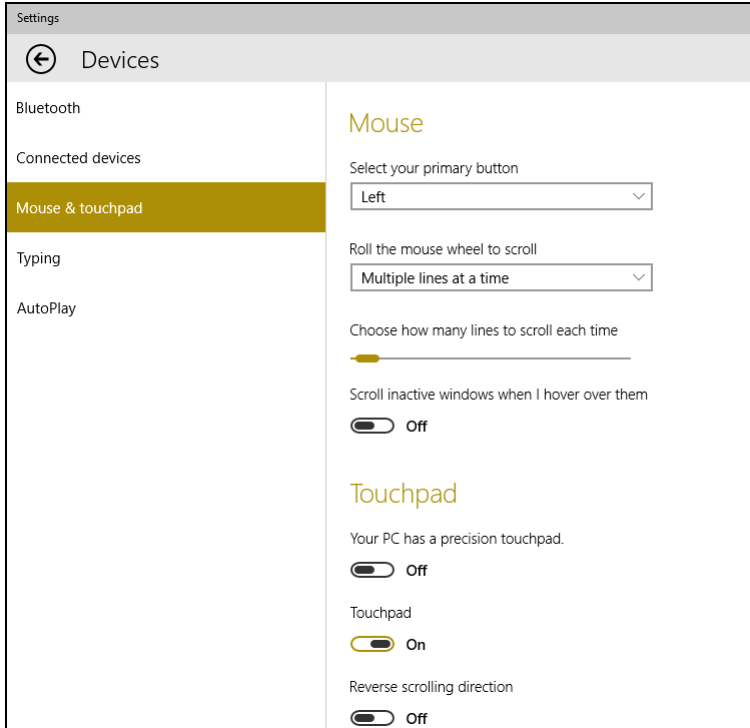 Settings
Devices
Bluetooth
Connected devices
Mouse & touchpad
Typing
AutoPlay
Mouse
Select your primary button
Left
Roll the mouse wheel to scroll
Multiple lines at a time
Choose how many lines to scroll each time
Scroll inactive windows when I hover over them
Off
Touchpad
Your PC has a precision touchpad.
Off
Touchpad
On
Reverse scrolling direction
Off